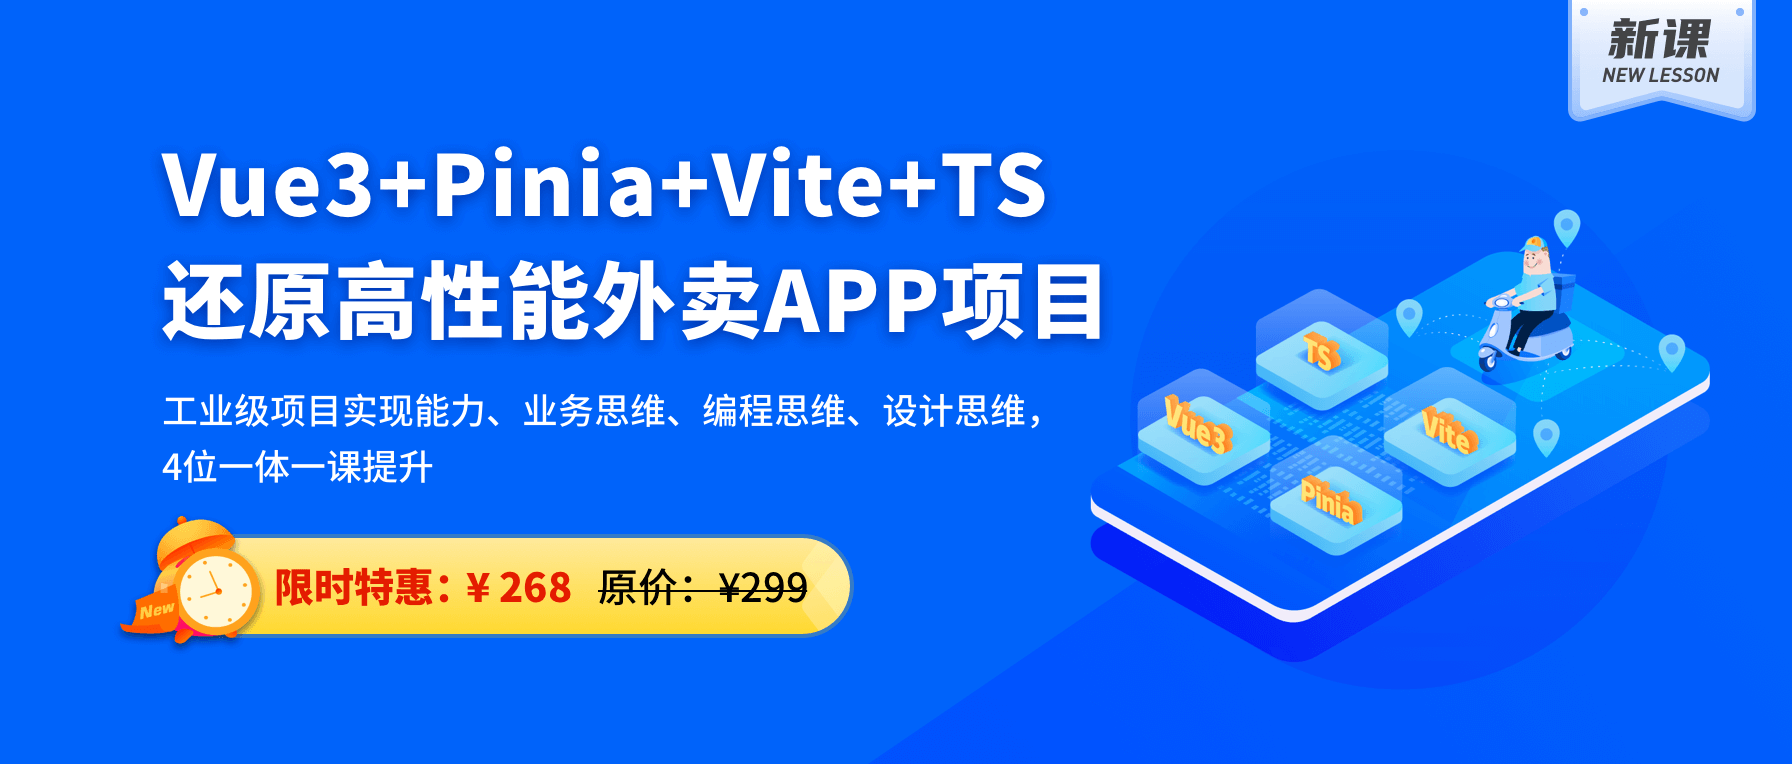 新课
NEW LESSON
Vue3+Pinia+Vite+TS
还原高性能外卖APP项目
工业级项目实现能力、业务思维、编程思维、设计思维，
4位一体一课提升
New
限时特惠：¥ 268 原价：¥299
TS
Vue3
Vite
Pinia